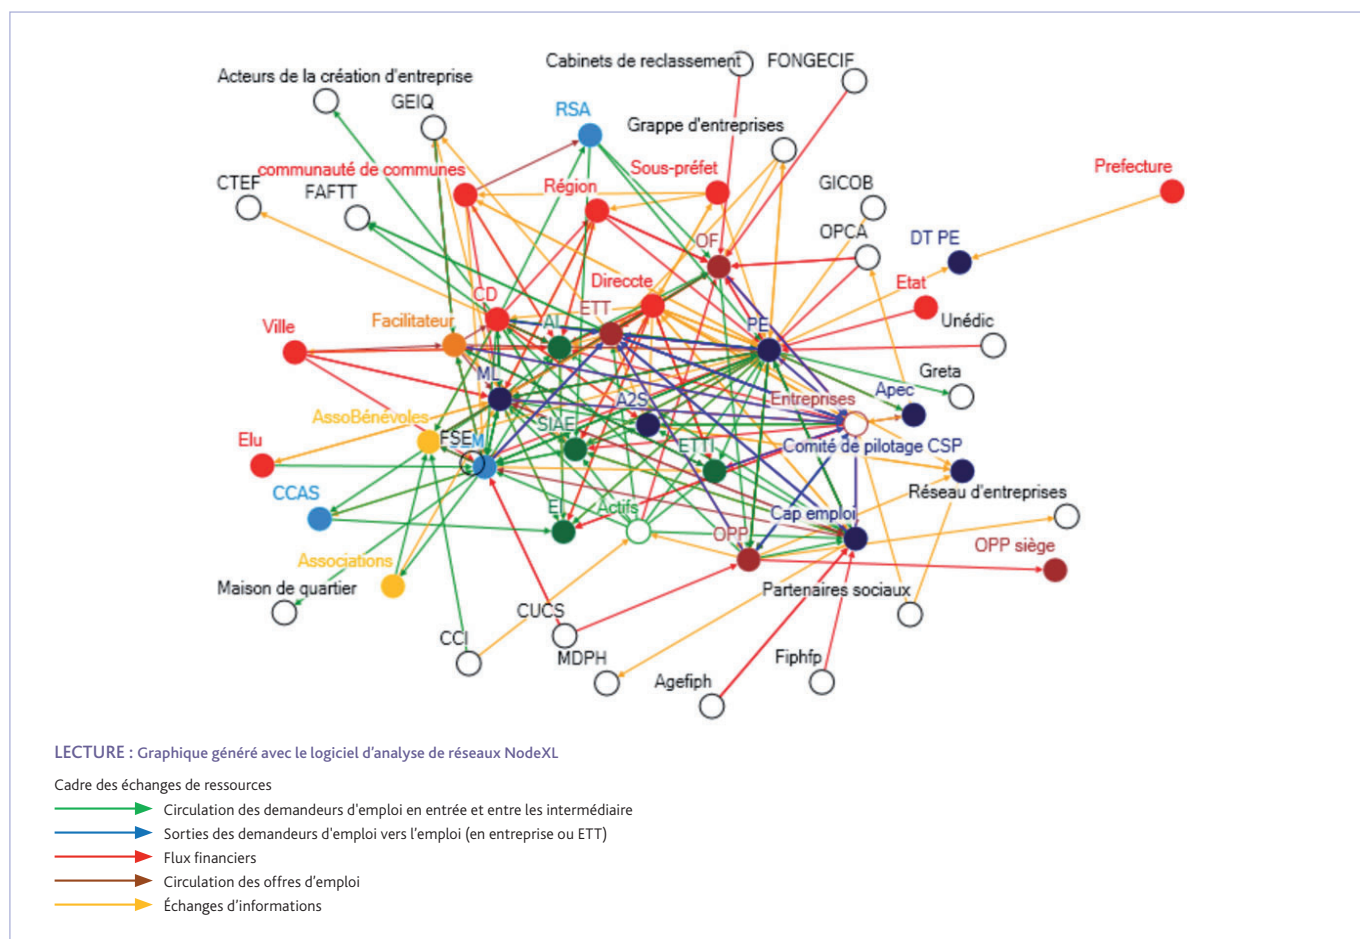 Cabinets de reclassement
FONGECIF
Acteurs de la création d'entreprise
GEIQ
RSA
Grappe d'entreprises
communauté de communes
Sous-préfet
Prefecture
CTEF
FAFTT
Région
GICOB
OPCA
DT PE
OF
Direccte
Etat
CD
ETT
Ville
Facilitateur
AI
PE
Unédic
ML
Greta
A2S
Entreprises
Apec
AssoBénévoles
SIAE
Elu
FSE
M
ETTI
Comité de pilotage CSP
CCAS
Réseau d'entreprises
EI
Actifs
Cap emploi
OPP
OPP siège
Associations
Maison de quartier
Partenaires sociaux
CUCS
CCI
MDPH
Fiphfp
Agefiph
LECTURE : Graphique généré avec le logiciel d'analyse de réseaux NodeXL
Cadre des échanges de ressources
Circulation des demandeurs d'emploi en entrée et entre les intermédiaire
Sorties des demandeurs d'emploi vers l'emploi (en entreprise ou ETT)
Flux financiers
Circulation des offres d'emploi
Échanges d'informations